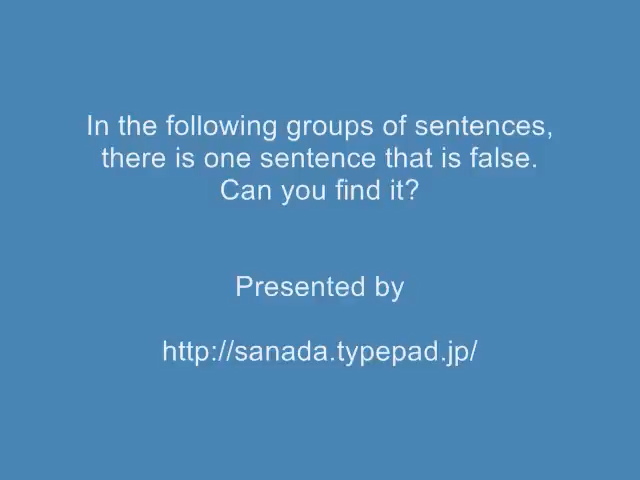 In the following groups of sentences,
there is one sentence that is false.
Can you find it?
Presented by
http://sanada.typepad.jp/